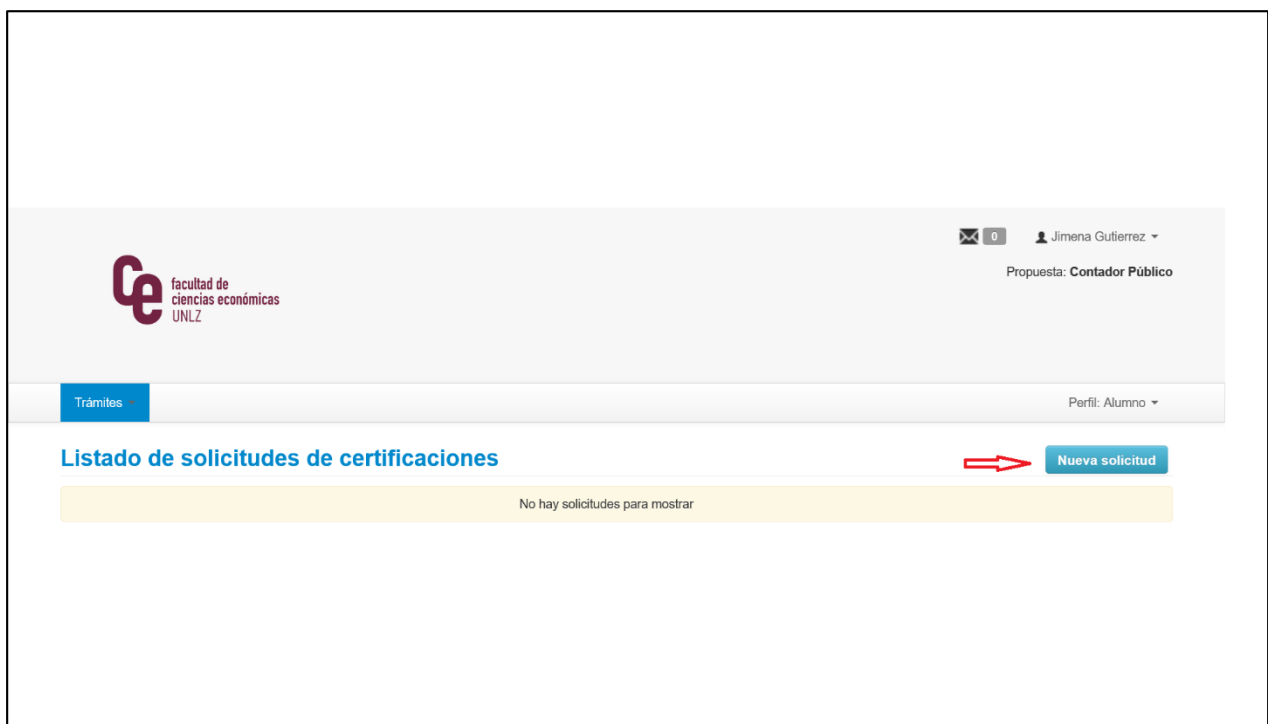 0
Jimena Gutierrez
Propuesta: Contador Público
facultad de
ciencias económicas
UNLZ
Trámites
Perfil: Alumno
Listado de solicitudes de certificaciones
Nueva solicitud
No hay solicitudes para mostrar